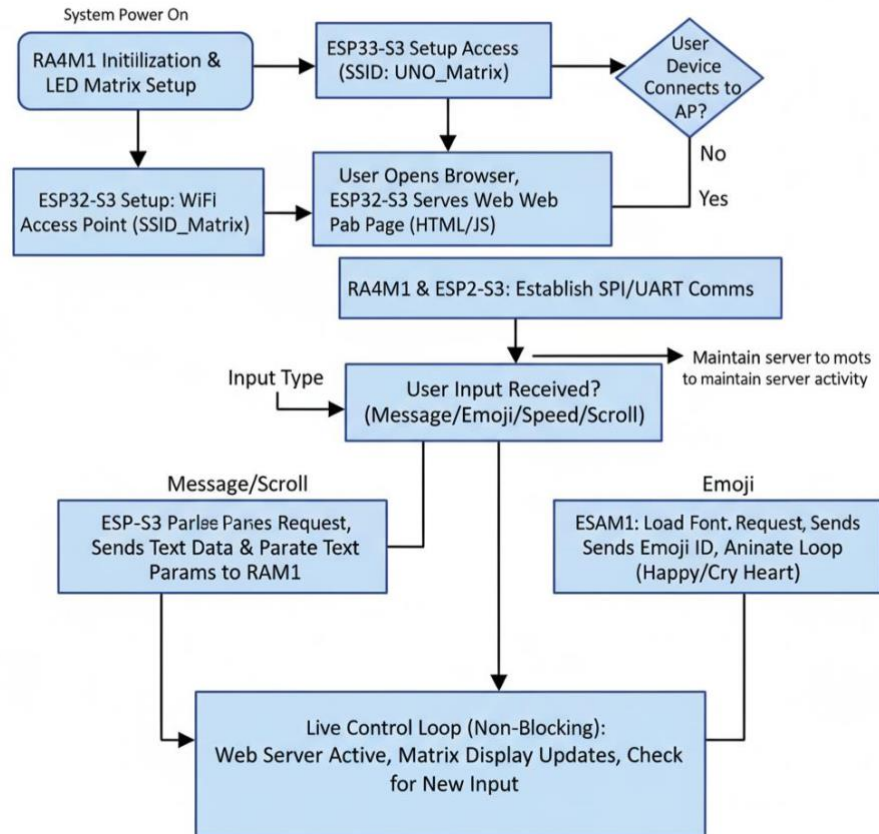 System Power On
RA4M1 Initiilization &
LED Matrix Setup
ESP33-S3 Setup Access
(SSID: UNO_Matrix)
User
Device
Connects to
AP?
No
Yes
ESP32-S3 Setup: WiFi
Access Point (SSID_Matrix)
User Opens Browser,
ESP32-S3 Serves Web Web
Pab Page (HTML/JS)
RA4M1 & ESP2-S3: Establish SPI/UART Comms
Maintain server to mots
to maintain server activity
Input Type
User Input Received?
(Message/Emoji/Speed/Scroll)
Message/Scroll
ESP-S3 Parlse Panes Request,
Sends Text Data & Parate Text
Params to RAM1
Emoji
ESAM1: Load Font. Request, Sends
Sends Emoji ID, Aninate Loop
(Happy/Cry Heart)
Live Control Loop (Non-Blocking):
Web Server Active, Matrix Display Updates, Check
for New Input